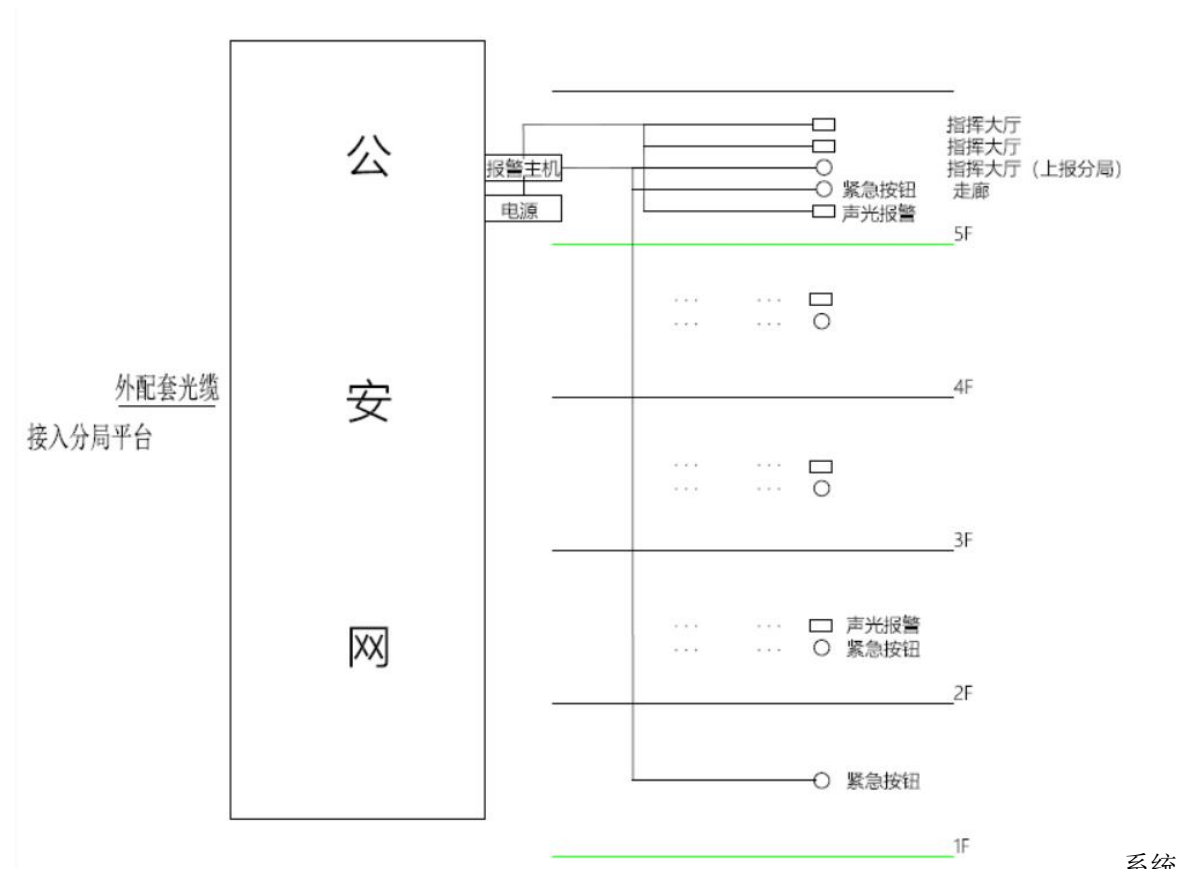 公
安
网
报警主机
电源
外配套光缆
接入分局平台
指挥大厅
指挥大厅
指挥大厅（上报分局）
紧急按钮 走廊
声光报警
5F
... ...
... ...
4F
... ...
... ...
3F
... ... 声光报警
... ... 紧急按钮
2F
紧急按钮
1F
系统